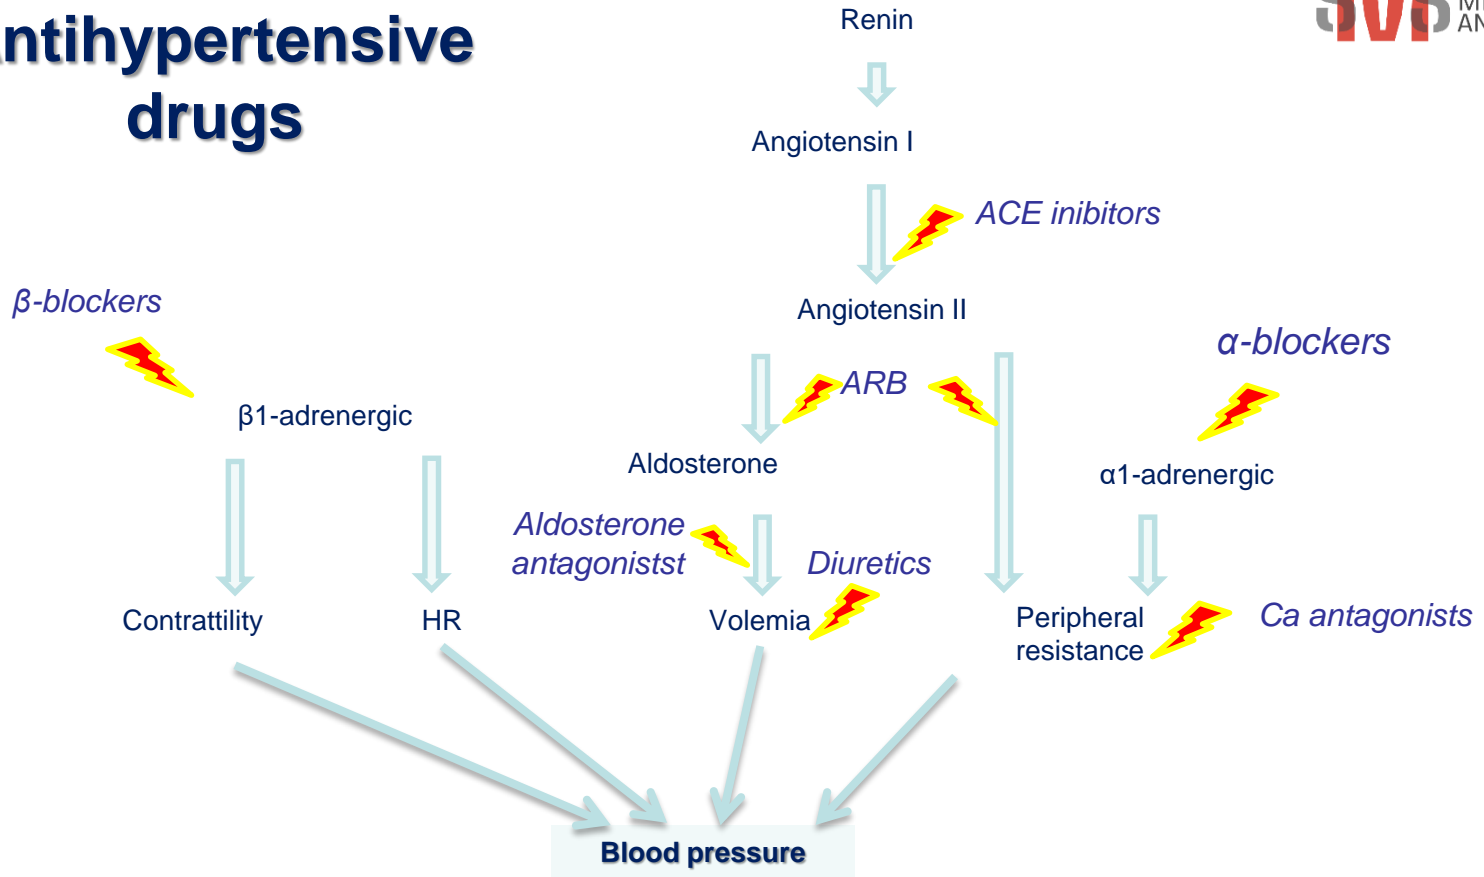 ntihypertensive
drugs
Renin
Angiotensin I
ACE inibitors
Angiotensin II
β-blockers
α-blockers
ARB
β1-adrenergic
Aldosterone
α1-adrenergic
Aldosterone
antagonistst
Diuretics
Contrattility
HR
Volemia
Peripheral
resistance
Ca antagonists
Blood pressure